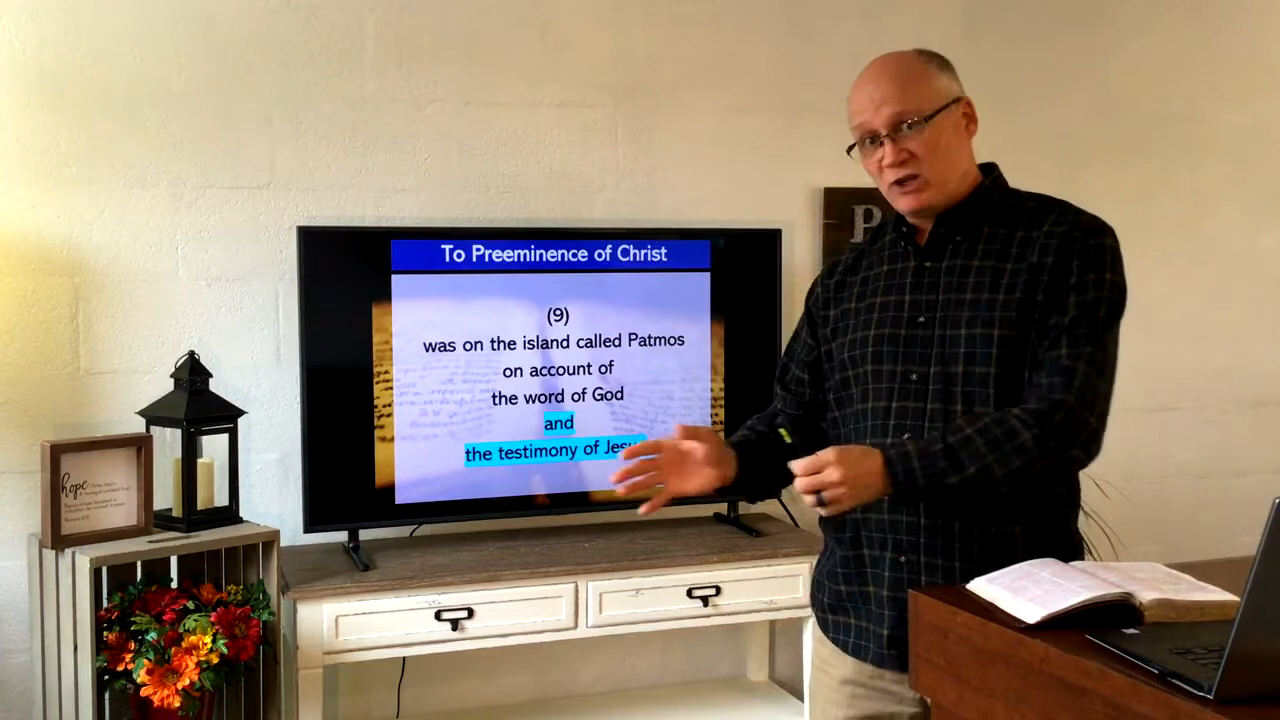 To Preeminence of Christ
(9)
was on the island called Patmos
on account of
the word of God
and
the testimony of Jesu
P
hope